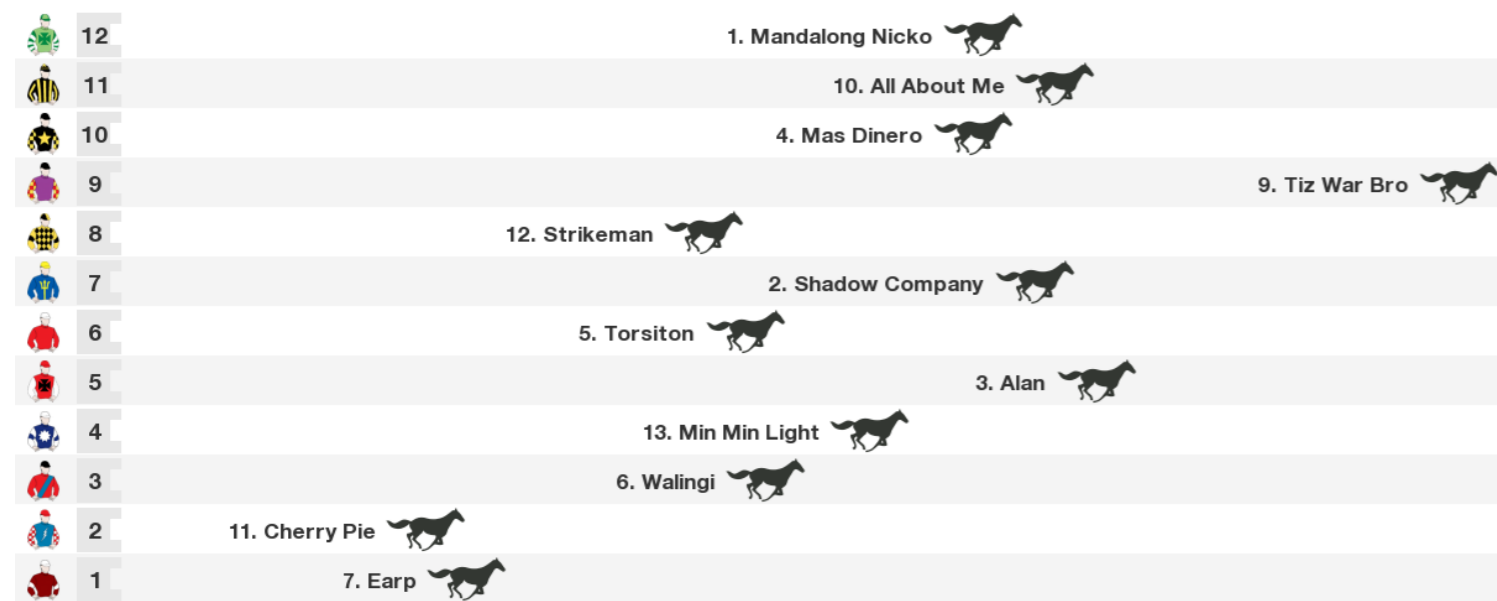 12 1. Mandalong Nicko
11 10. All About Me
10 4. Mas Dinero
9 9. Tiz War Bro
8 12. Strikeman
7 2. Shadow Company
6 5. Torsiton
5 3. Alan
4 13. Min Min Light
3 6. Walingi
2 11. Cherry Pie
1 7. Earp